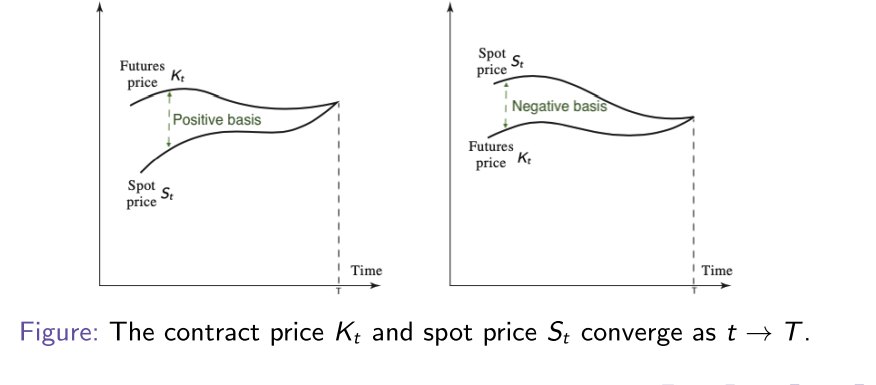 Futures
price K_t
Positive basis
Spot
price S_t
Time
T
Spot
price S_t
Negative basis
Futures
price K_t
Time
T
Figure: The contract price K_t and spot price S_t converge as t → T.